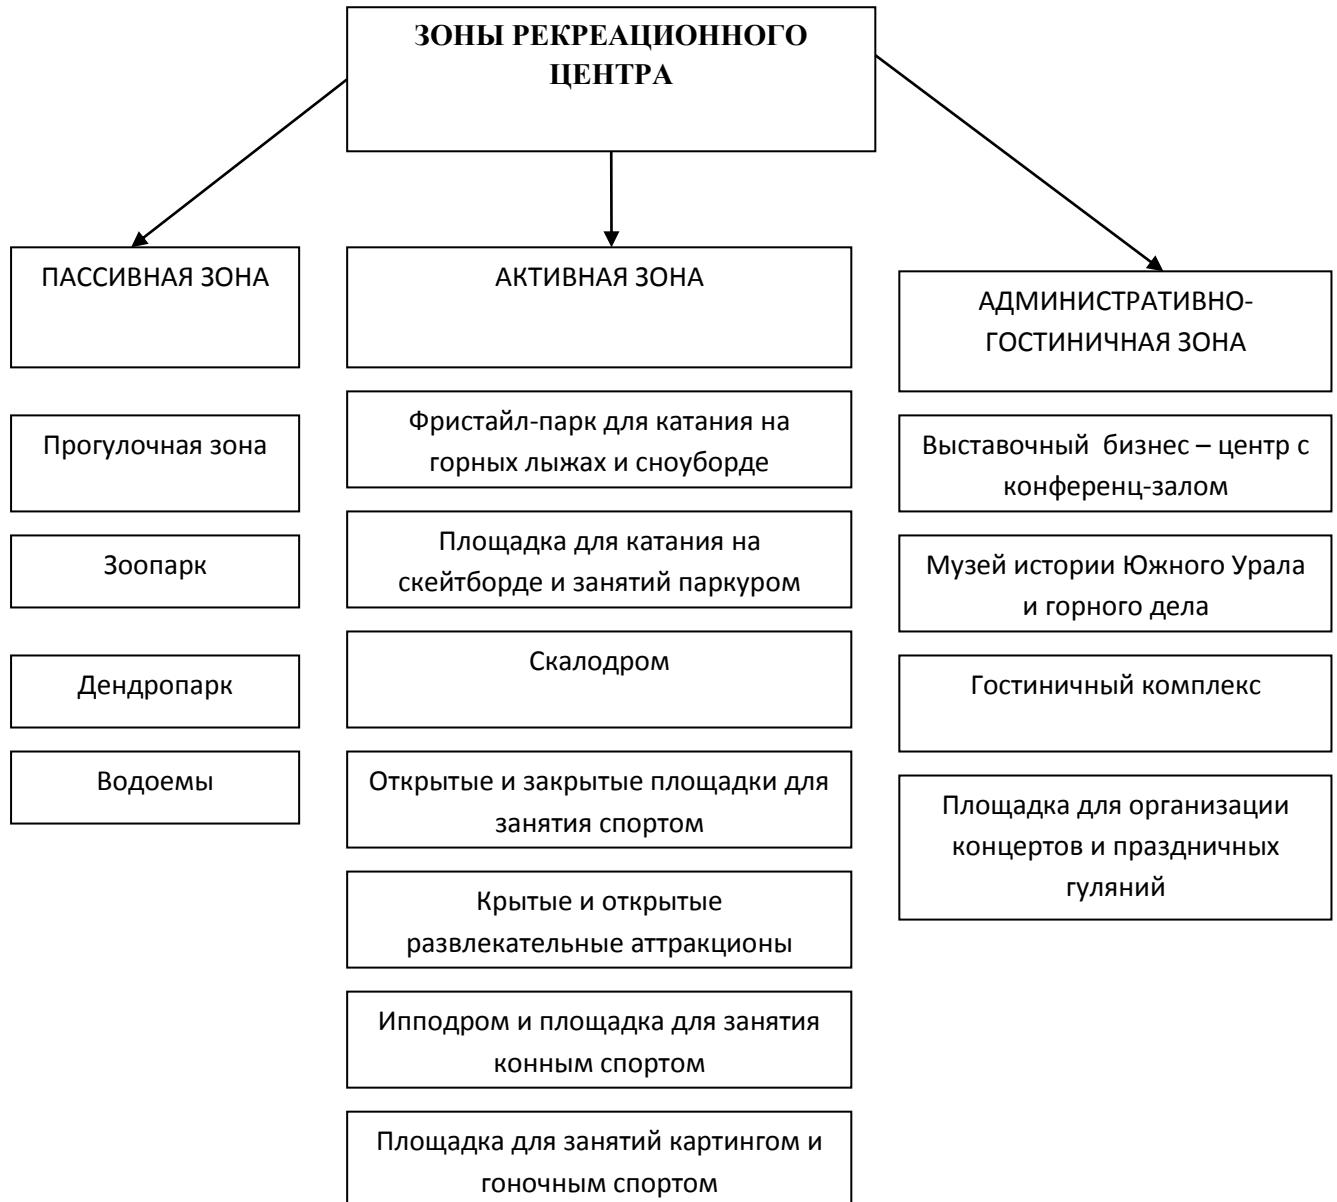 ЗОНЫ РЕКРЕАЦИОННОГО
ЦЕНТРА
ПАССИВНАЯ ЗОНА
Прогулочная зона
Зоопарк
Дендропарк
Водоемы
АКТИВНАЯ ЗОНА
Фристайл-парк для катания на
горных лыжах и сноуборде
Площадка для катания на
скейтборде и занятий паркуром
Скалодром
Открытые и закрытые площадки для
занятия спортом
Крытые и открытые
развлекательные аттракционы
Ипподром и площадка для занятия
конным спортом
Площадка для занятий картингом и
гоночным спортом
АДМИНИСТРАТИВНО-
ГОСТИНИЧНАЯ ЗОНА
Выставочный бизнес – центр с
конференц-залом
Музей истории Южного Урала
и горного дела
Гостиничный комплекс
Площадка для организации
концертов и праздничных
гуляний